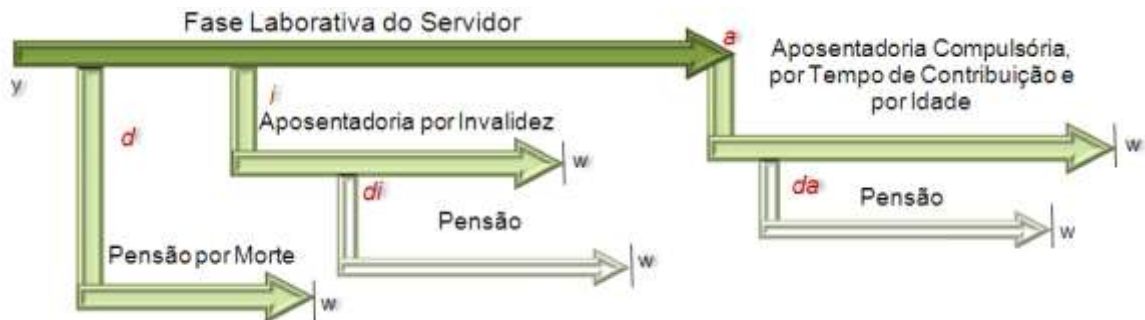 Fase Laborativa do Servidor
a
Aposentadoria Compulsória,
por Tempo de Contribuição e
por Idade
y
i
d
Aposentadoria por Invalidez
w
w
di
da
Pensão
Pensão
w
w
Pensão por Morte
w